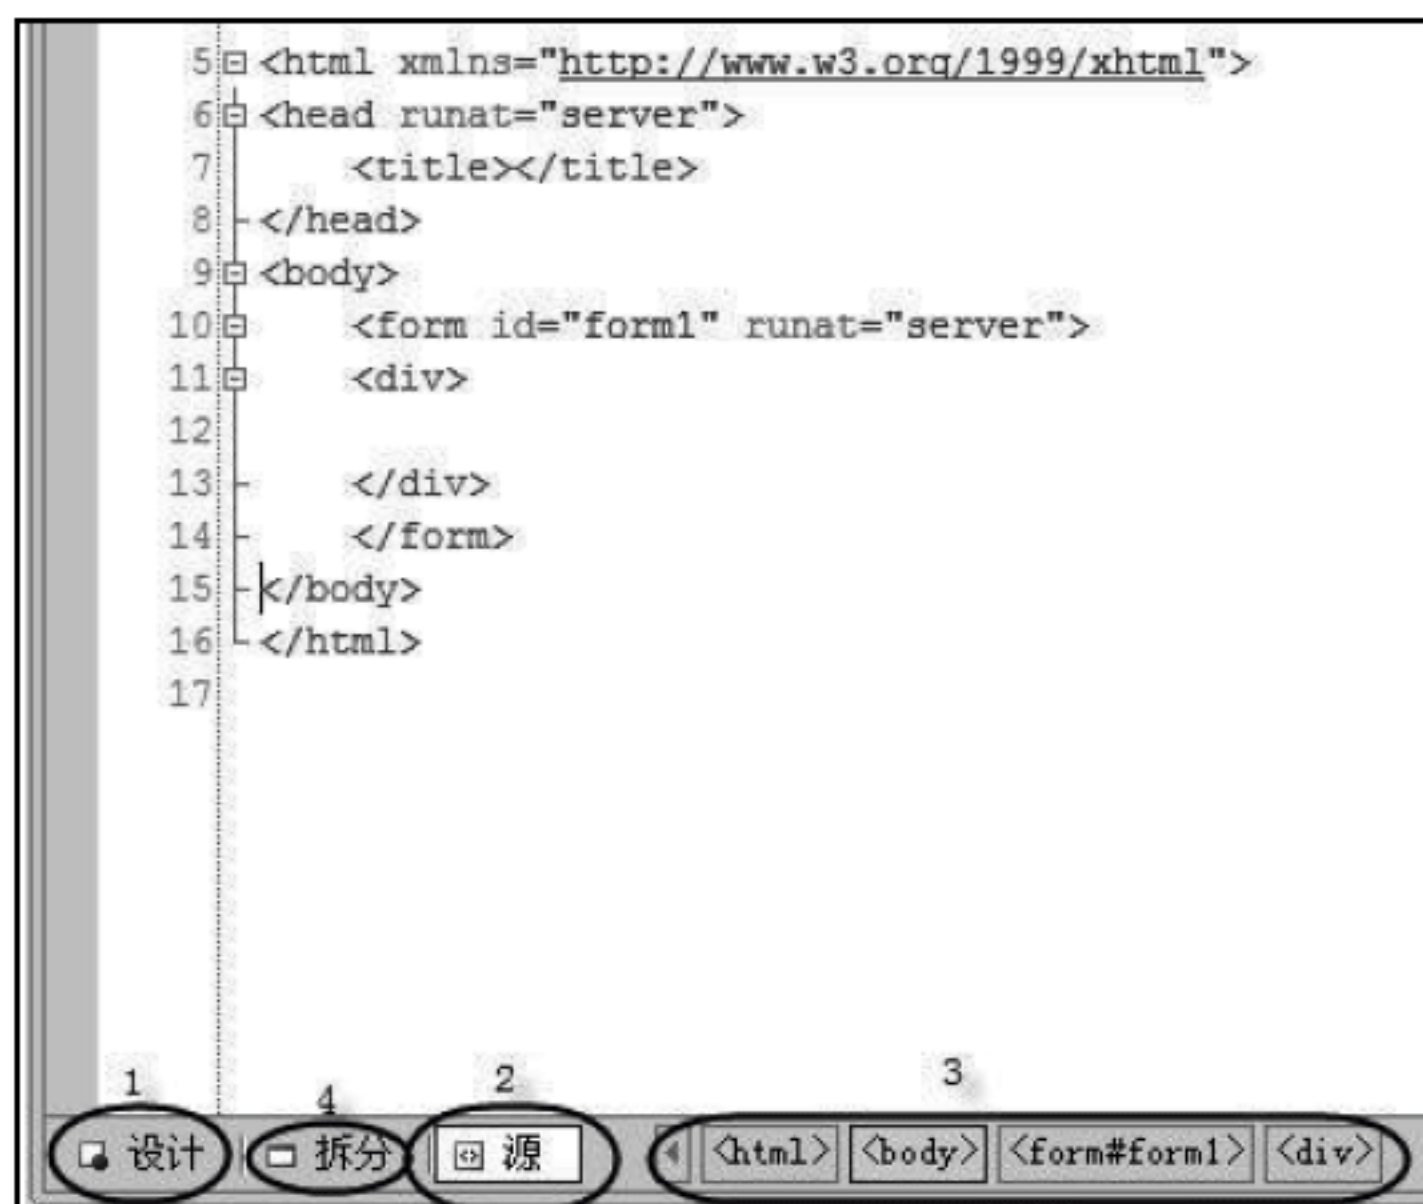 5 <html xmlns="http://www.w3.org/1999/xhtml">
6 <head runat="server">
7     <title></title>
8 </head>
9 <body>
10     <form id="form1" runat="server">
11     <div>
12
13     </div>
14     </form>
15 </body>
16 </html>
17
1 4 2 3
设计 拆分 源 <html> <body> <form#form1> <div>